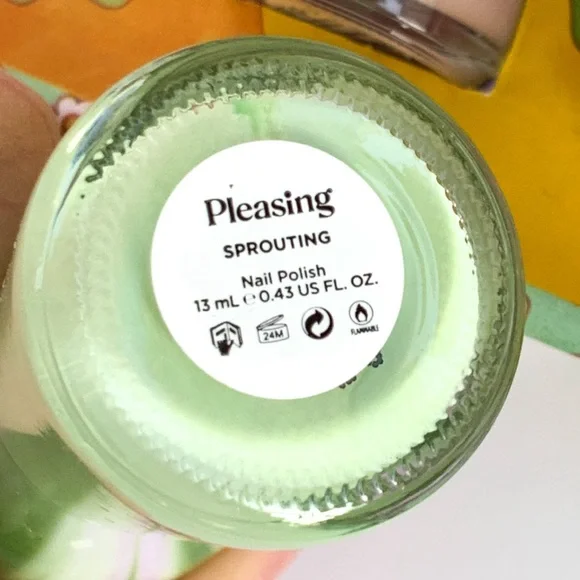 Pleasing
SPROUTING
Nail Polish
13 mL ℮ 0.43 US FL. OZ.
24M
FLAMMABLE